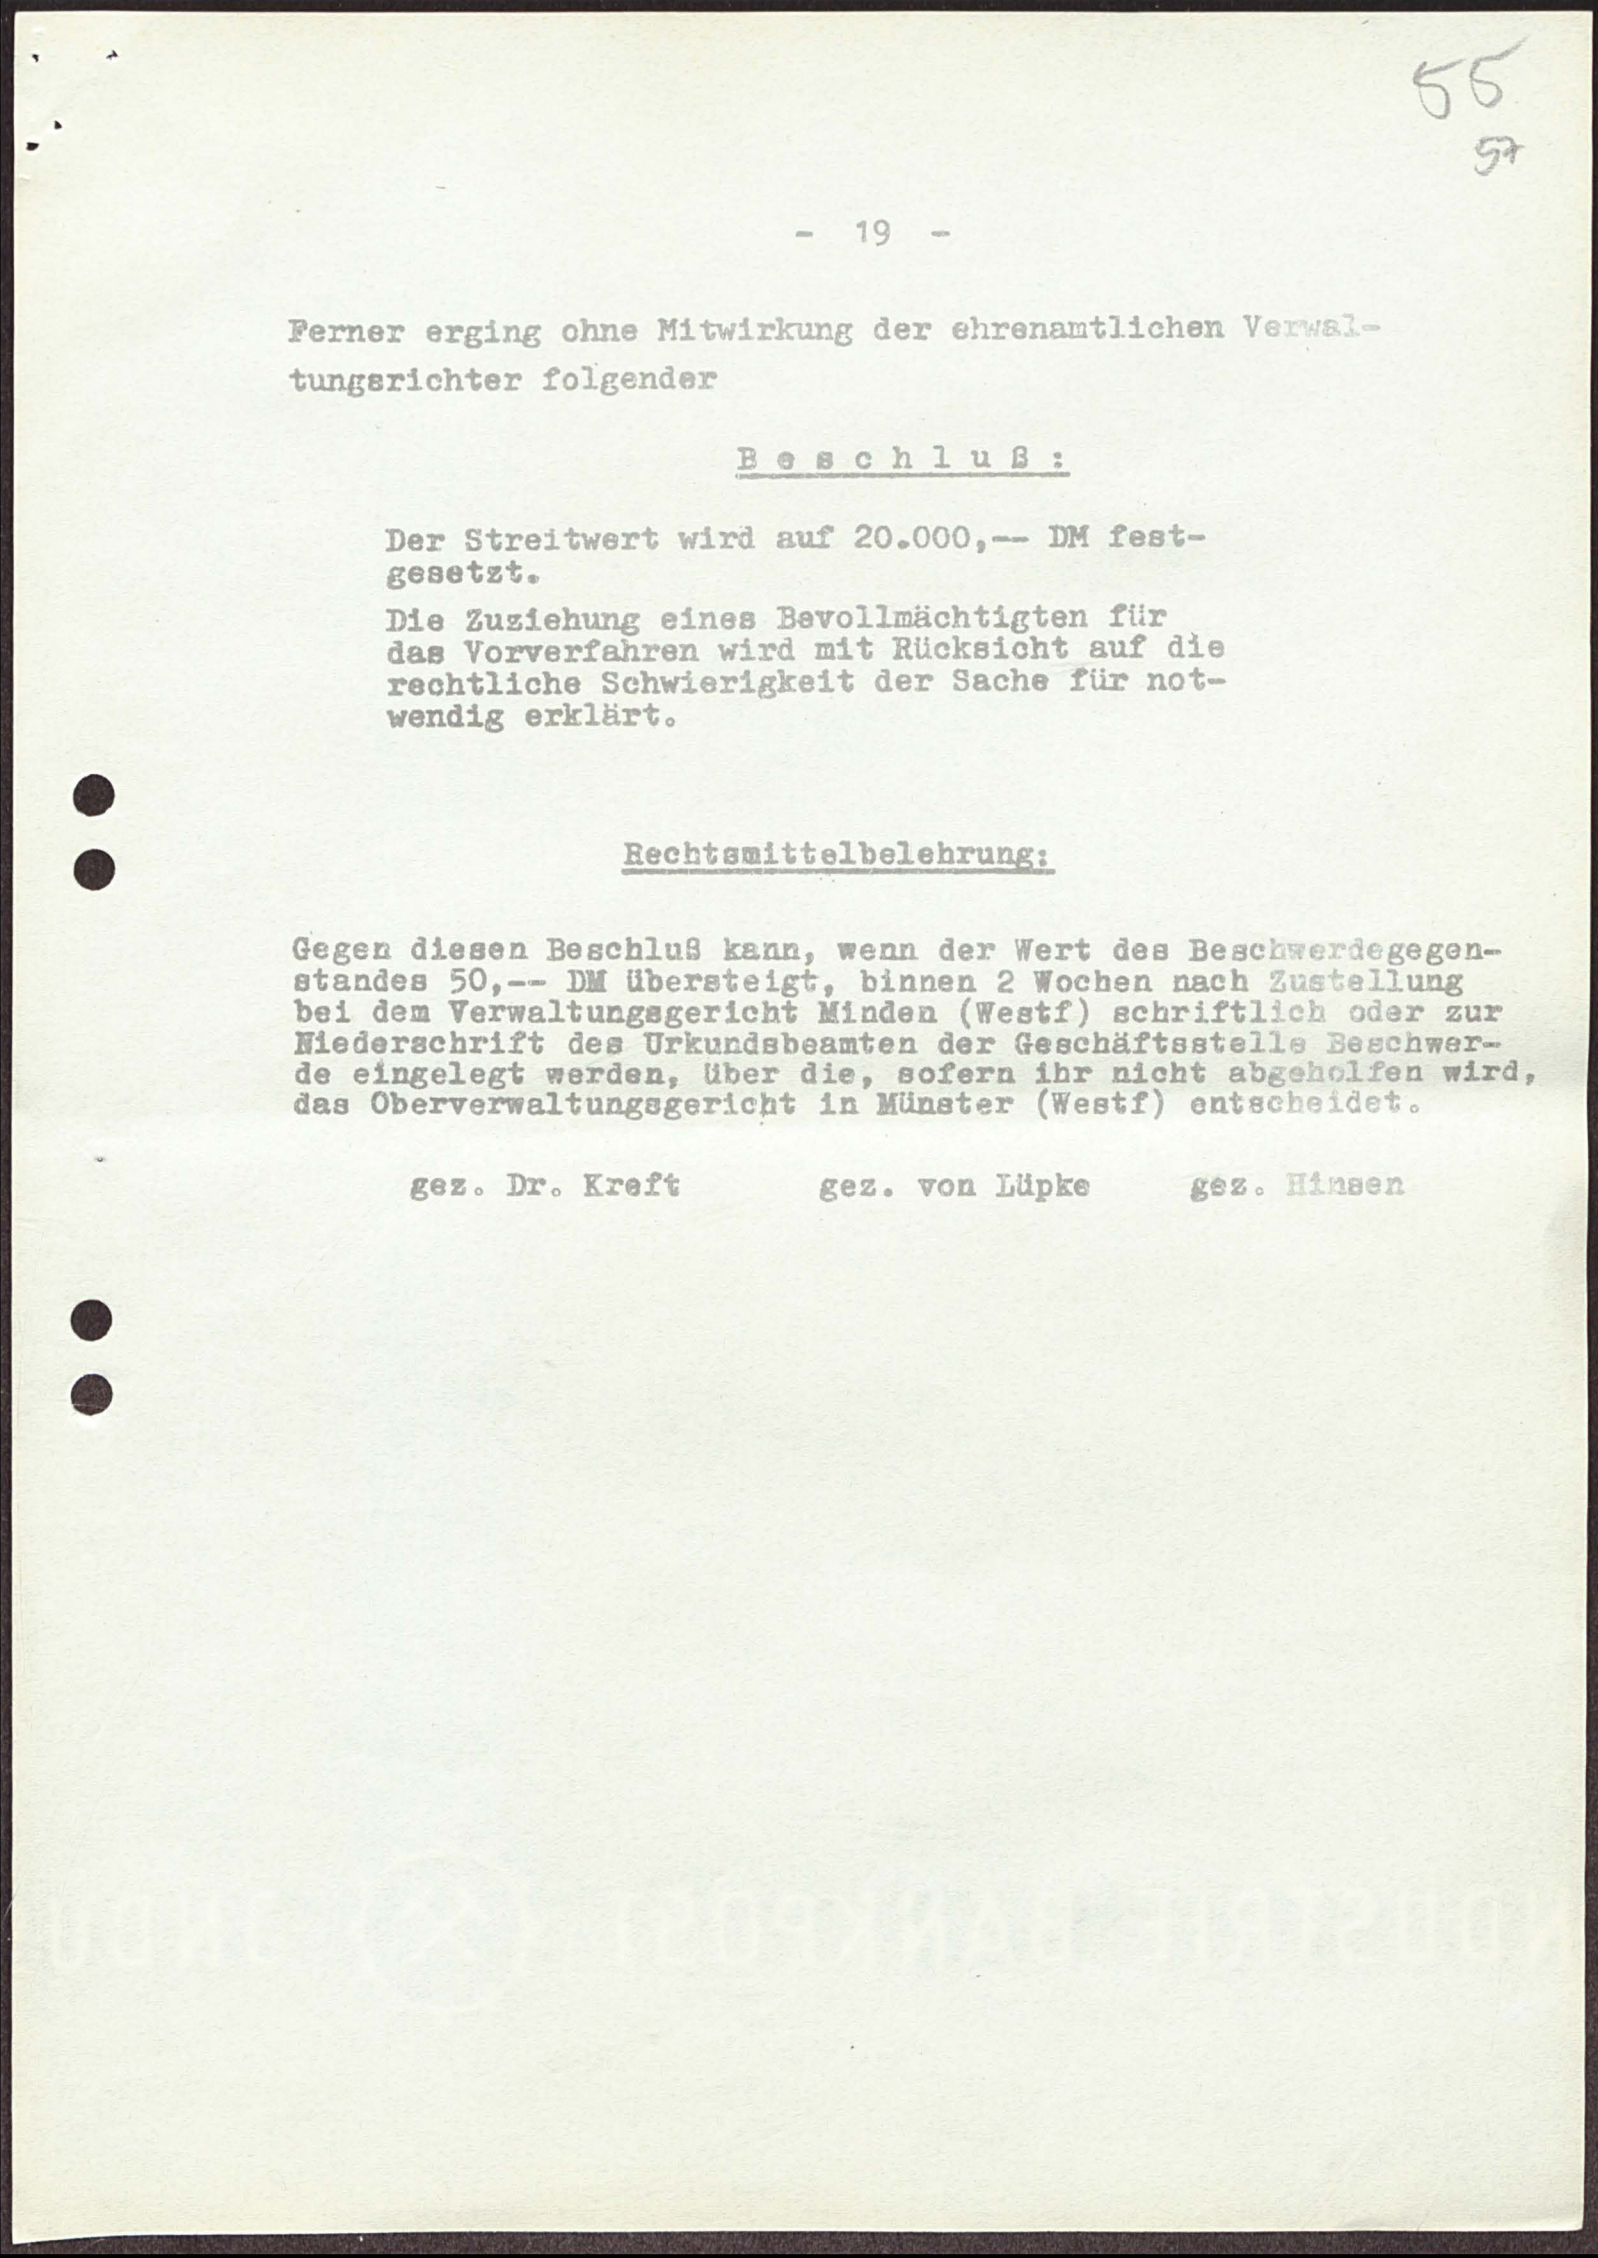 55
57
- 19 -
Ferner erging ohne Mitwirkung der ehrenamtlichen Verwal-
tungsrichter folgender
B e s c h l u ß :
Der Streitwert wird auf 20.000,-- DM fest-
gesetzt.
Die Zuziehung eines Bevollmächtigten für
das Vorverfahren wird mit Rücksicht auf die
rechtliche Schwierigkeit der Sache für not-
wendig erklärt.
Rechtsmittelbelehrung:
Gegen diesen Beschluß kann, wenn der Wert des Beschwerdegegen-
standes 50,-- DM übersteigt, binnen 2 Wochen nach Zustellung
bei dem Verwaltungsgericht Minden (Westf) schriftlich oder zur
Niederschrift des Urkundsbeamten der Geschäftsstelle Beschwer-
de eingelegt werden, über die, sofern ihr nicht abgeholfen wird,
das Oberverwaltungsgericht in Münster (Westf) entscheidet.
gez. Dr. Kreft gez. von Lüpke gez. Hinsen